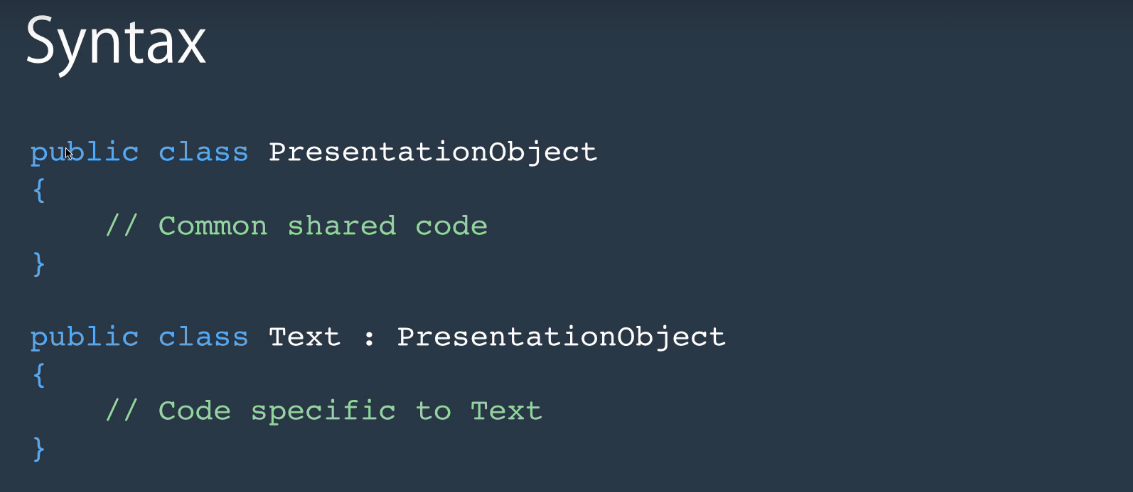 Syntax
public class PresentationObject
{
    // Common shared code
}
public class Text : PresentationObject
{
    // Code specific to Text
}